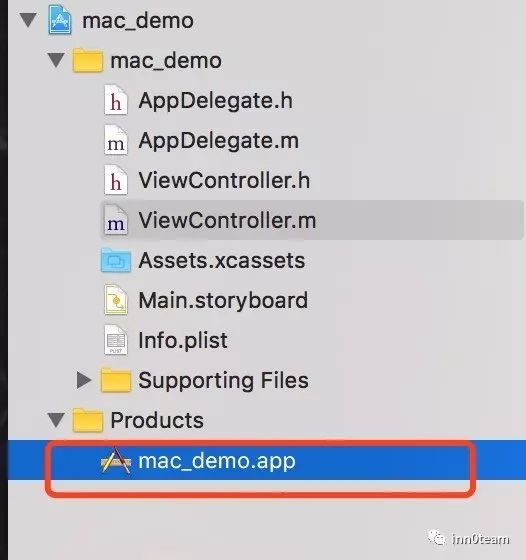 mac_demo
mac_demo
h AppDelegate.h
m AppDelegate.m
h ViewController.h
m ViewController.m
Assets.xcassets
Main.storyboard
PLIST Info.plist
Supporting Files
Products
mac_demo.app
inn0team